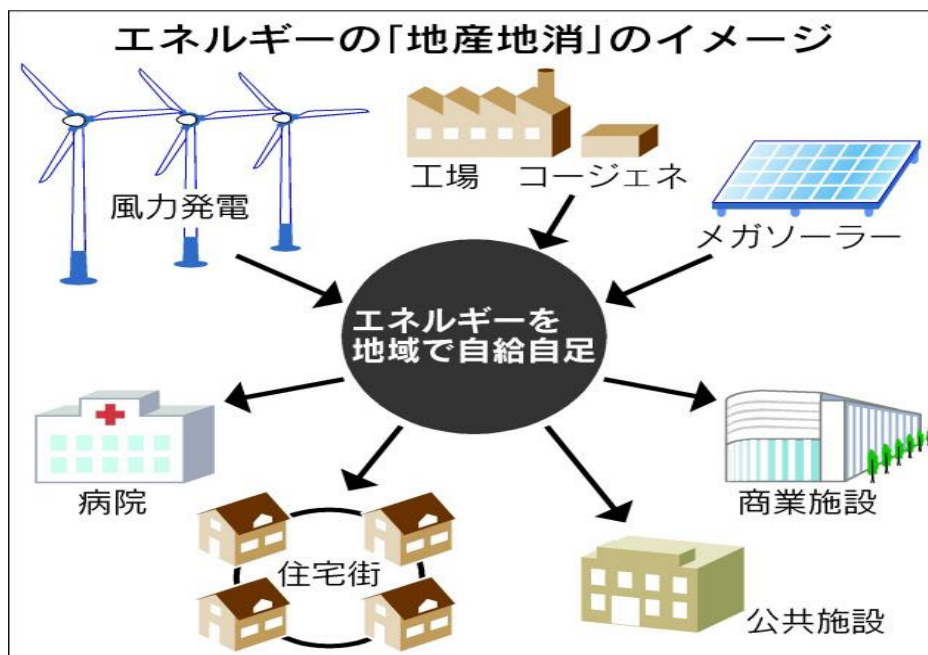 エネルギーの「地産地消」のイメージ
風力発電
工場
コージェネ
メガソーラー
エネルギーを
地域で自給自足
病院
住宅街
公共施設
商業施設